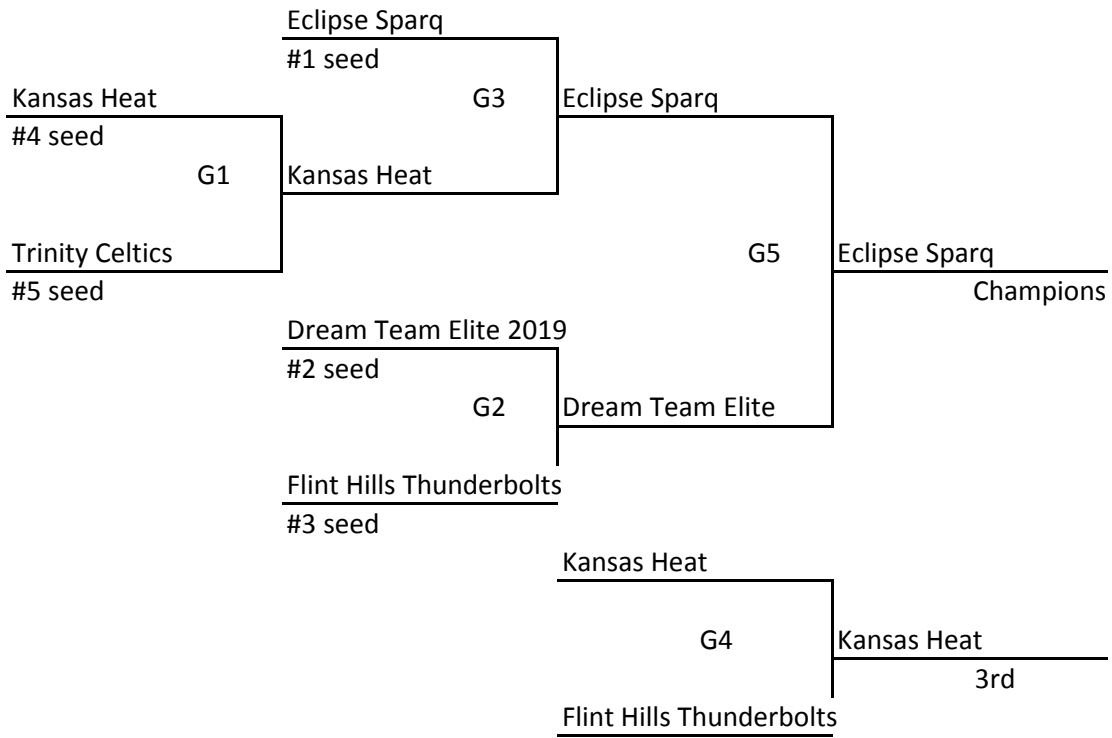 Eclipse Sparq
#1 seed
Kansas Heat
G3
Eclipse Sparq
#4 seed
G1
Kansas Heat
Trinity Celtics
G5
Eclipse Sparq
#5 seed
Champions
Dream Team Elite 2019
#2 seed
G2
Dream Team Elite
Flint Hills Thunderbolts
#3 seed
Kansas Heat
G4
Kansas Heat
3rd
Flint Hills Thunderbolts